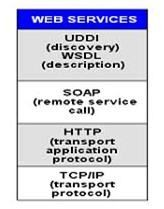 WEB SERVICES
UDDI
(discovery)
WSDL
(description)
SOAP
(remote service
call)
HTTP
(transport
application
protocol)
TCP/IP
(transport
protocol)